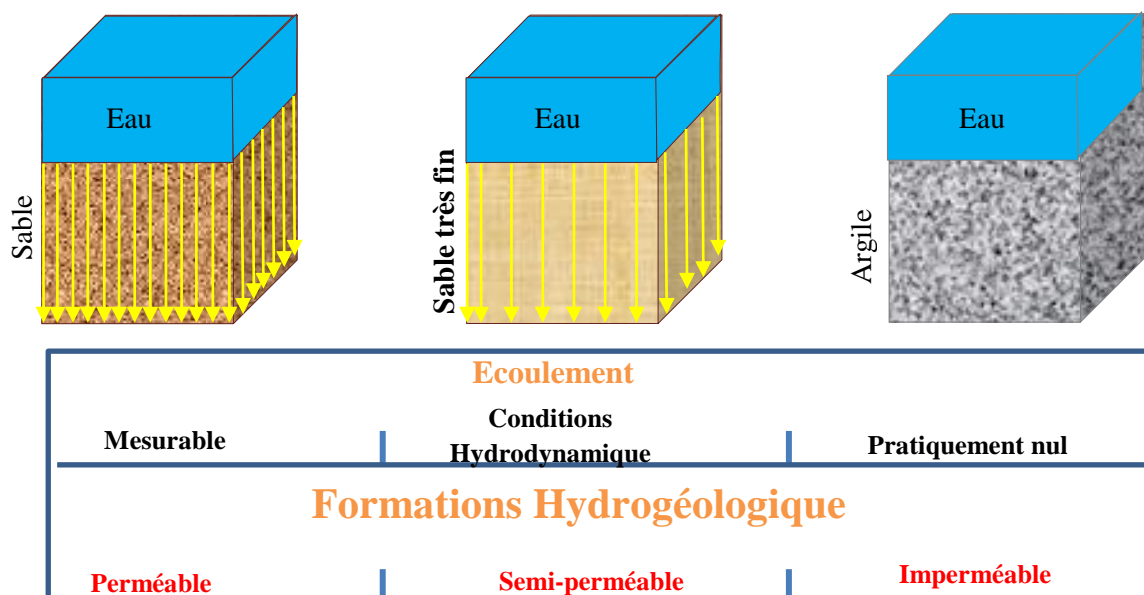 Eau
Eau
Eau
Sable
Sable très fin
Argile
Ecoulement
Mesurable
Conditions
Hydrodynamique
Pratiquement nul
Formations Hydrogéologique
Perméable
Semi-perméable
Imperméable